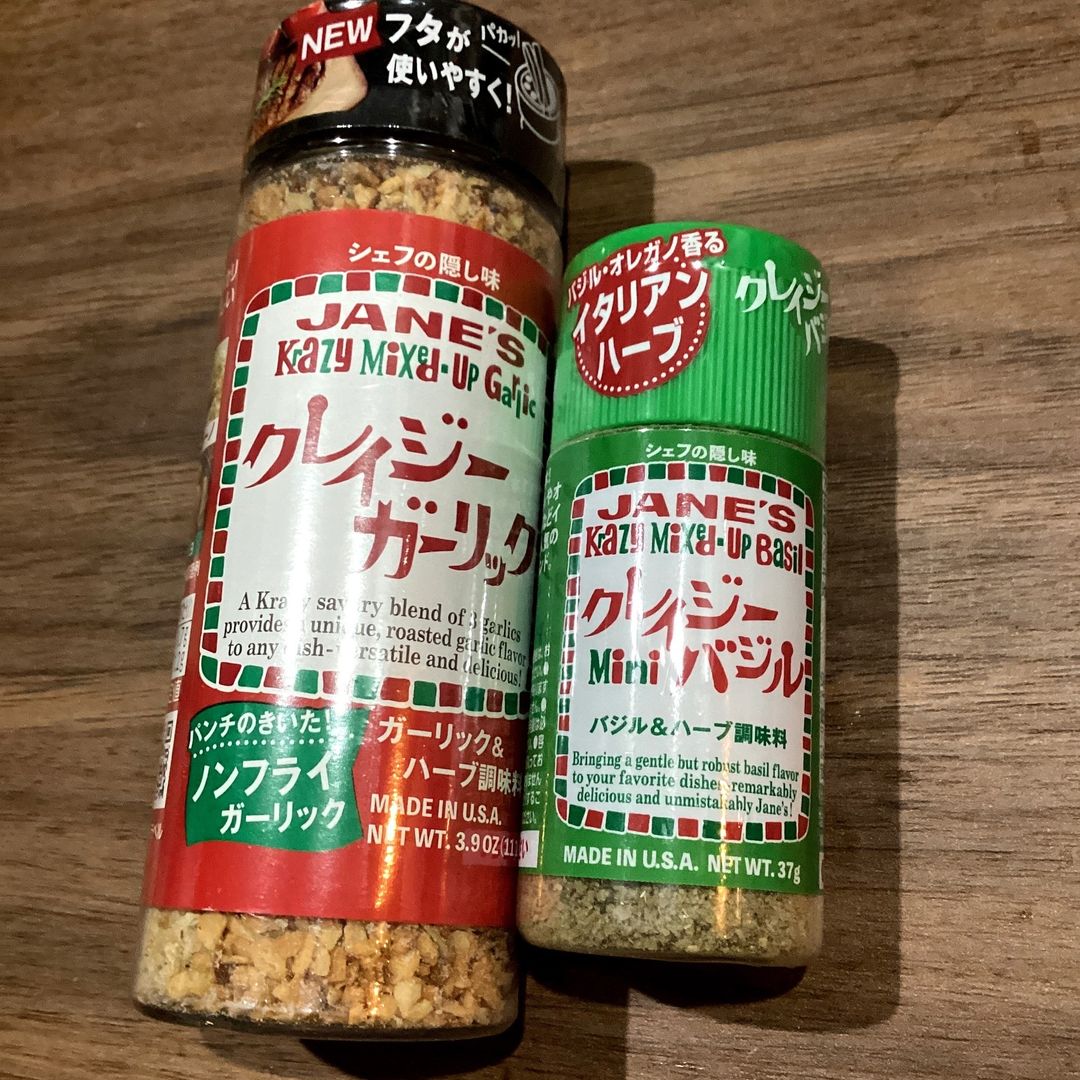 NEW
フタが
使いやすく!
パカッ!
シェフの隠し味
JANE'S
Krazy Mixed-Up Garlic
クレイジー
ガーリック
A Krazy savory blend of 3 garlics
provides a unique, roasted garlic flavor
to any dish-versatile and delicious!
パンチのきいた!
ノンフライ
ガーリック
ガーリック&
ハーブ調味料
MADE IN U.S.A.
NET WT. 3.9 OZ
バジル・オレガノ香る
イタリアン
ハーブ
クレイジー
バ
シェフの隠し味
JANE'S
Krazy Mixed-Up Basil
クレイジー
Mini バジル
バジル&ハーブ調味料
Bringing a gentle but robust basil flavor
to your favorite dishes, remarkably
delicious and unmistakably Jane's!
MADE IN U.S.A. NET WT. 37g